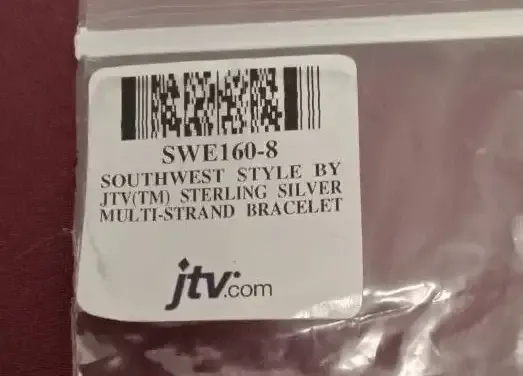 SWE160-8
SOUTHWEST STYLE BY
JTV(TM) STERLING SILVER
MULTI-STRAND BRACELET
jtv.com